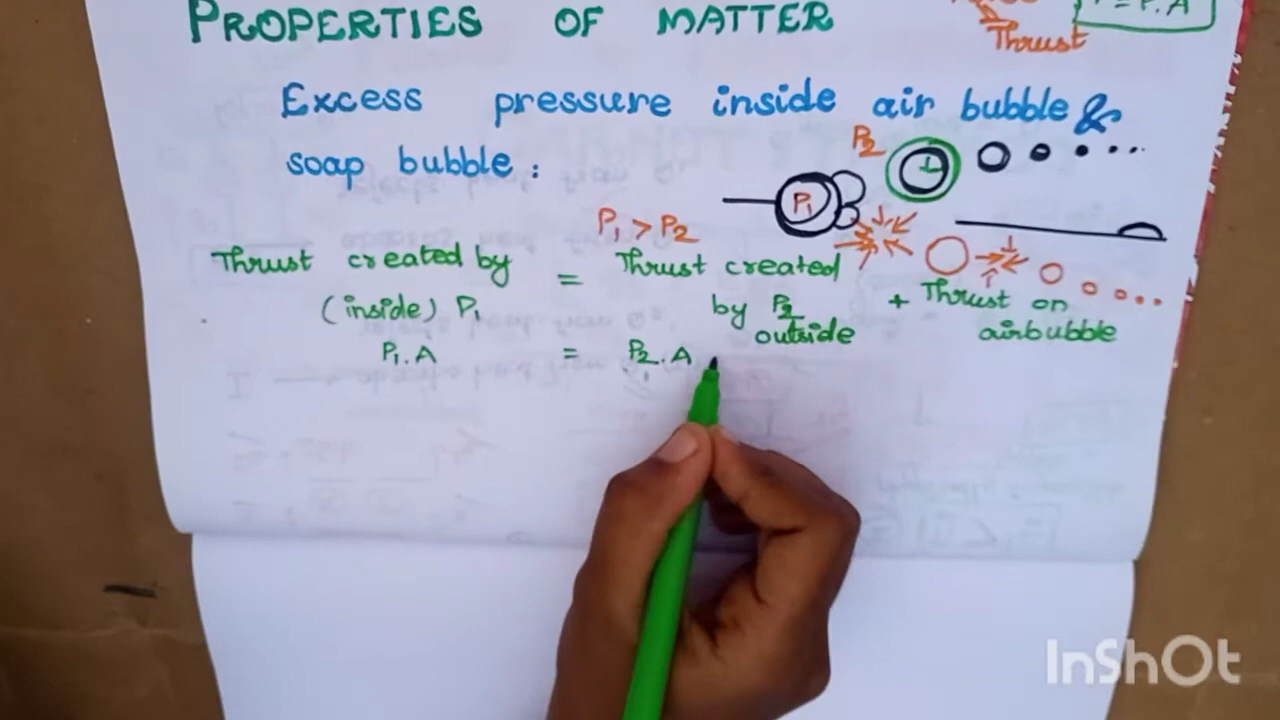 PROPERTIES OF MATTER
Thrust
P.A
Excess pressure inside air bubble &
soap bubble :
P2
P1
P1 > P2
Thrust created by = Thrust created
(inside) P1 by P2 + Thrust on
outside airbubble
P1.A = P2.A
InShOt